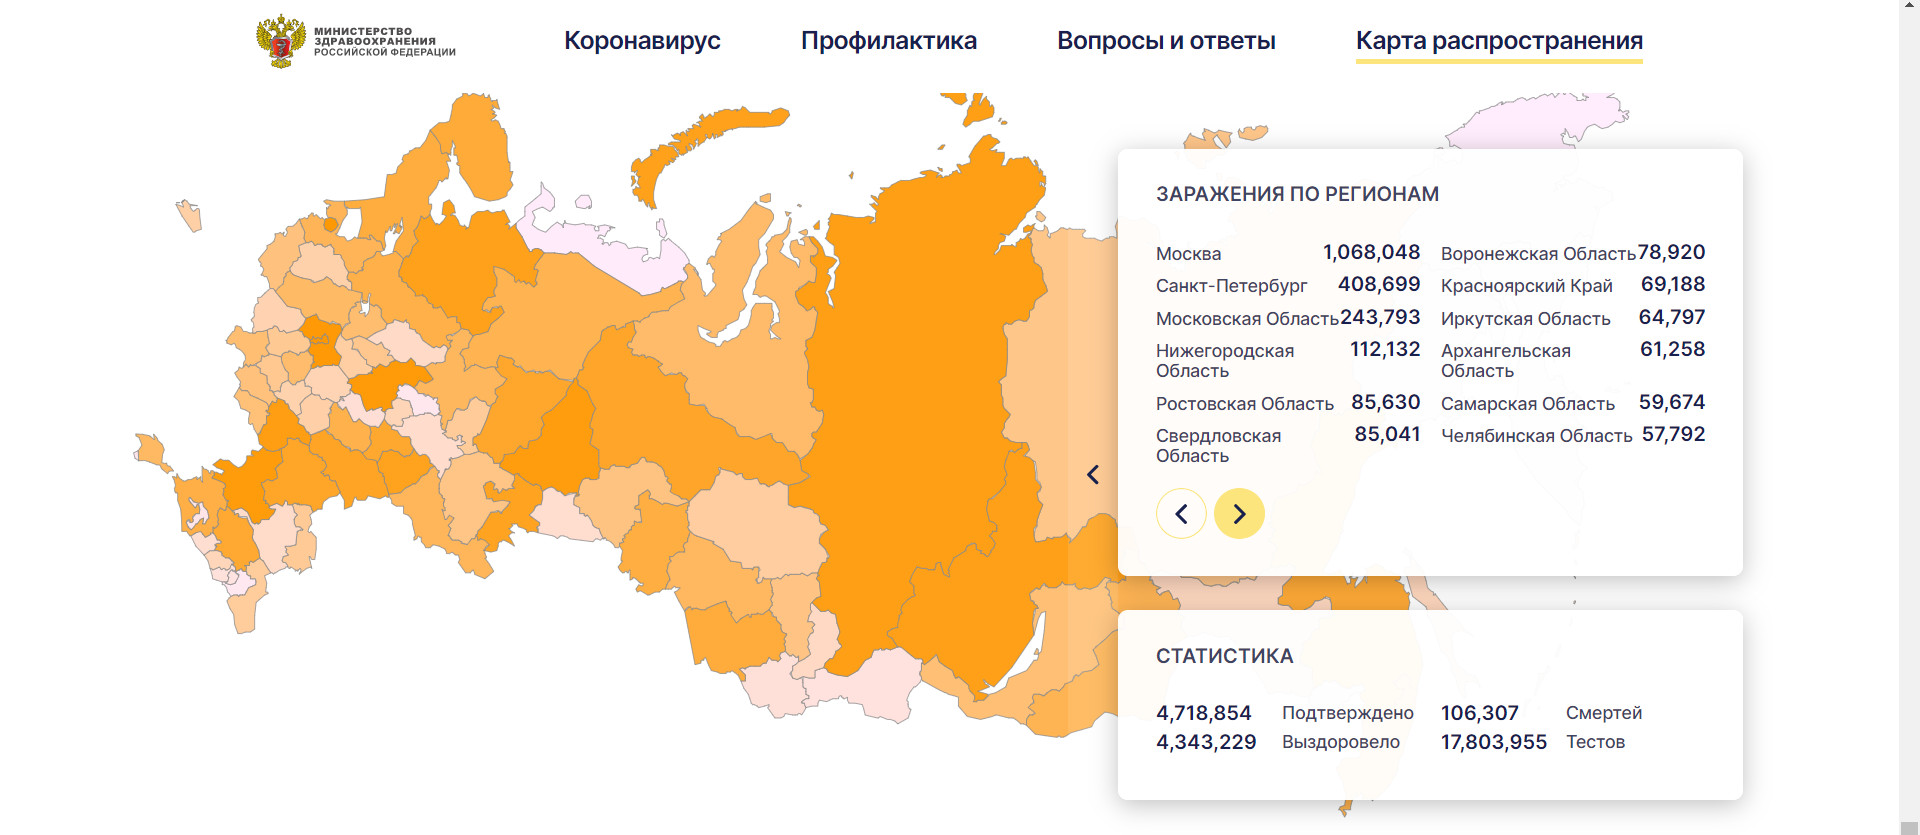 МИНИСТЕРСТВО
ЗДРАВООХРАНЕНИЯ
РОССИЙСКОЙ ФЕДЕРАЦИИ
Коронавирус
Профилактика
Вопросы и ответы
Карта распространения
ЗАРАЖЕНИЯ ПО РЕГИОНАМ
Москва 1,068,048
Санкт-Петербург 408,699
Московская Область 243,793
Нижегородская 112,132
Область
Ростовская Область 85,630
Свердловская 85,041
Область
Воронежская Область 78,920
Красноярский Край 69,188
Иркутская Область 64,797
Архангельская 61,258
Область
Самарская Область 59,674
Челябинская Область 57,792
СТАТИСТИКА
4,718,854 Подтверждено 106,307 Смертей
4,343,229 Выздоровело 17,803,955 Тестов